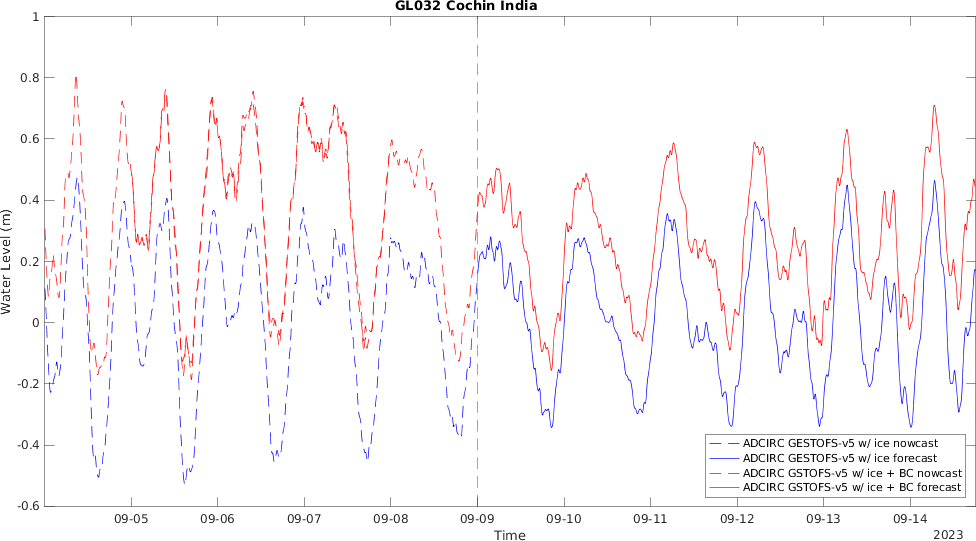 GL032 Cochin India
1
0.8
0.6
0.4
0.2
0
-0.2
-0.4
-0.6
Water Level (m)
ADCIRC GESTOFS-v5 w/ ice nowcast
ADCIRC GESTOFS-v5 w/ ice forecast
ADCIRC GSTOFS-v5 w/ ice + BC nowcast
ADCIRC GSTOFS-v5 w/ ice + BC forecast
09-05 09-06 09-07 09-08 09-09 09-10 09-11 09-12 09-13 09-14
Time
2023